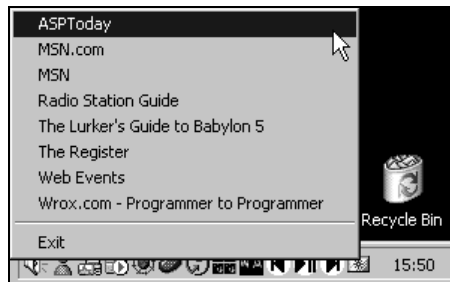 ASPToday
MSN.com
MSN
Radio Station Guide
The Lurker's Guide to Babylon 5
The Register
Web Events
Wrox.com - Programmer to Programmer
Exit
Recycle Bin
15:50